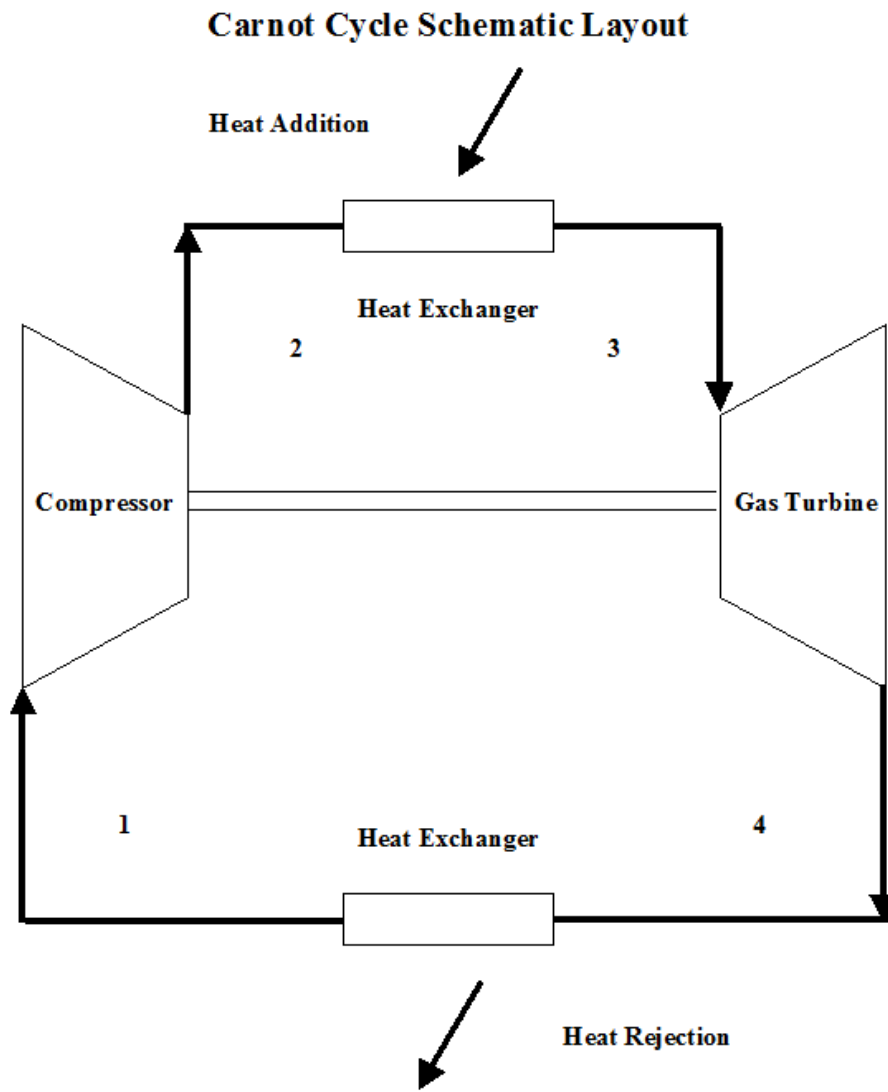 Carnot Cycle Schematic Layout
Heat Addition
Heat Exchanger
2
3
Compressor
Gas Turbine
1
Heat Exchanger
4
Heat Rejection